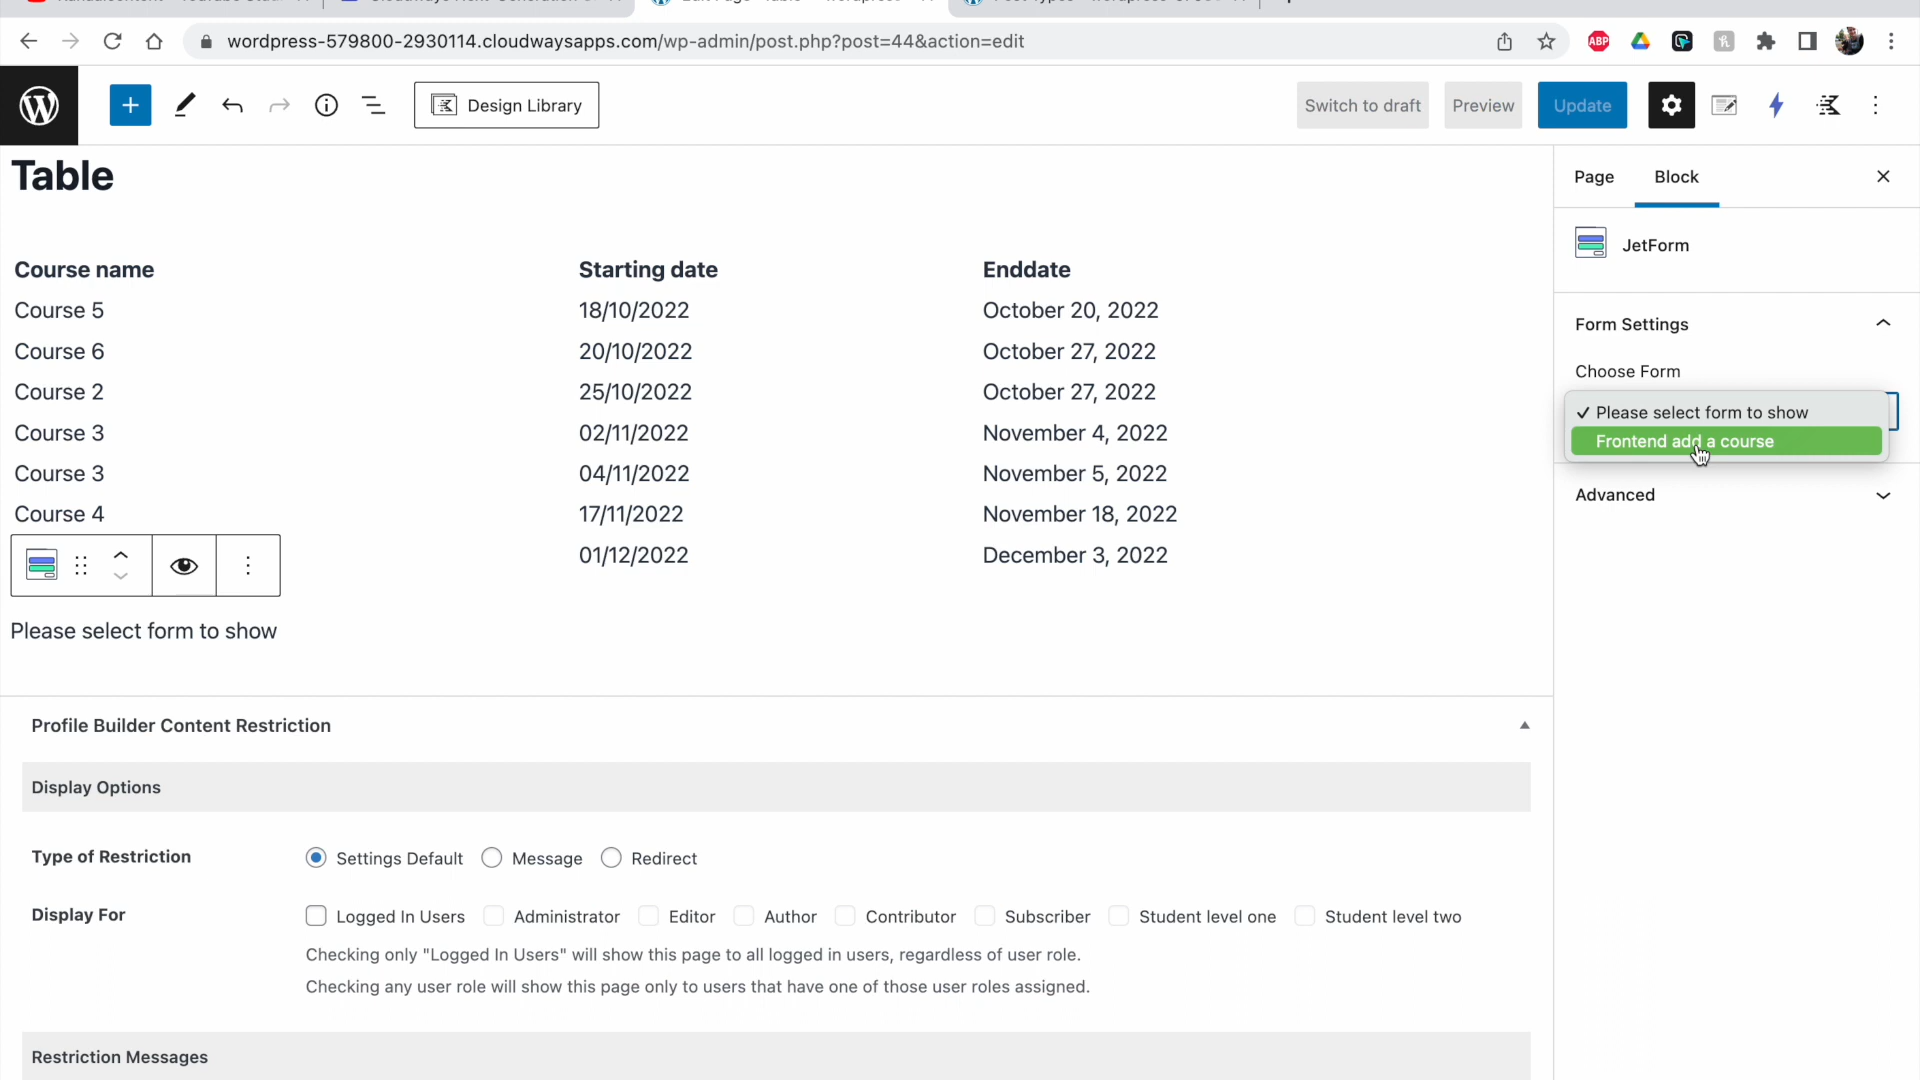 wordpress-579800-2930114.cloudwaysapps.com/wp-admin/post.php?post=44&action=edit
ABP
Design Library
Switch to draft
Preview
Update
Table
Page
Block
JetForm
Course name Starting date Enddate
Course 5 18/10/2022 October 20, 2022
Course 6 20/10/2022 October 27, 2022
Course 2 25/10/2022 October 27, 2022
Course 3 02/11/2022 November 4, 2022
Course 3 04/11/2022 November 5, 2022
Course 4 17/11/2022 November 18, 2022
01/12/2022 December 3, 2022
Form Settings
Choose Form
✓ Please select form to show
Frontend add a course
Advanced
Please select form to show
Profile Builder Content Restriction
Display Options
Type of Restriction Settings Default Message Redirect
Display For Logged In Users Administrator Editor Author Contributor Subscriber Student level one Student level two
Checking only "Logged In Users" will show this page to all logged in users, regardless of user role.
Checking any user role will show this page only to users that have one of those user roles assigned.
Restriction Messages